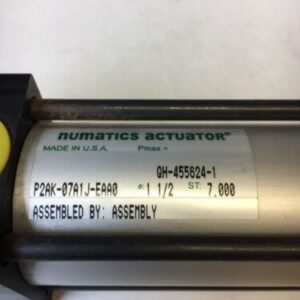 numatics actuator®
MADE IN U.S.A. Pmax =
QH-455624-1
P2AK-07A1J-EAA0 ⌀:1 1/2 ST: 7.000
ASSEMBLED BY: ASSEMBLY